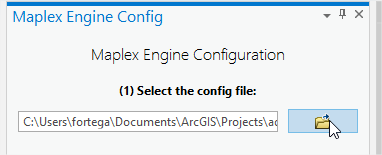 Maplex Engine Config
Maplex Engine Configuration
(1) Select the config file:
C:\Users\fortega\Documents\ArcGIS\Projects\ac